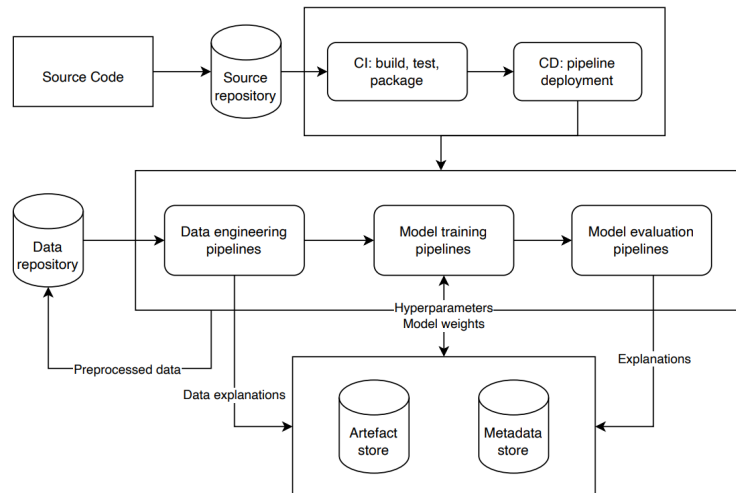 Source Code
Source
repository
CI: build, test,
package
CD: pipeline
deployment
Data
repository
Data engineering
pipelines
Model training
pipelines
Model evaluation
pipelines
Hyperparameters
Model weights
Preprocessed data
Data explanations
Explanations
Artefact
store
Metadata
store